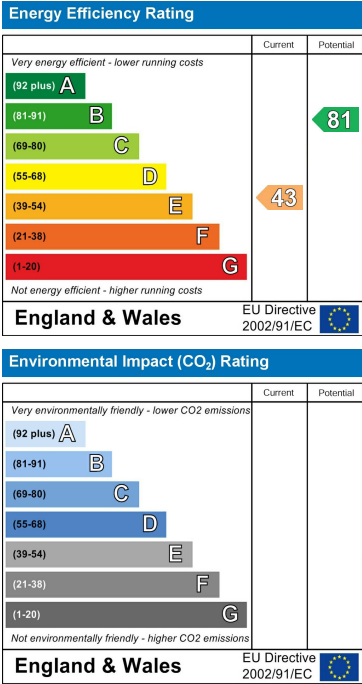 Energy Efficiency Rating
Current Potential
Very energy efficient - lower running costs
(92 plus) A
(81-91) B
81
(69-80) C
(55-68) D
(39-54) E
43
(21-38) F
(1-20) G
Not energy efficient - higher running costs
England & Wales
EU Directive
2002/91/EC
Environmental Impact (CO₂) Rating
Current Potential
Very environmentally friendly - lower CO2 emissions
(92 plus) A
(81-91) B
(69-80) C
(55-68) D
(39-54) E
(21-38) F
(1-20) G
Not environmentally friendly - higher CO2 emissions
England & Wales
EU Directive
2002/91/EC